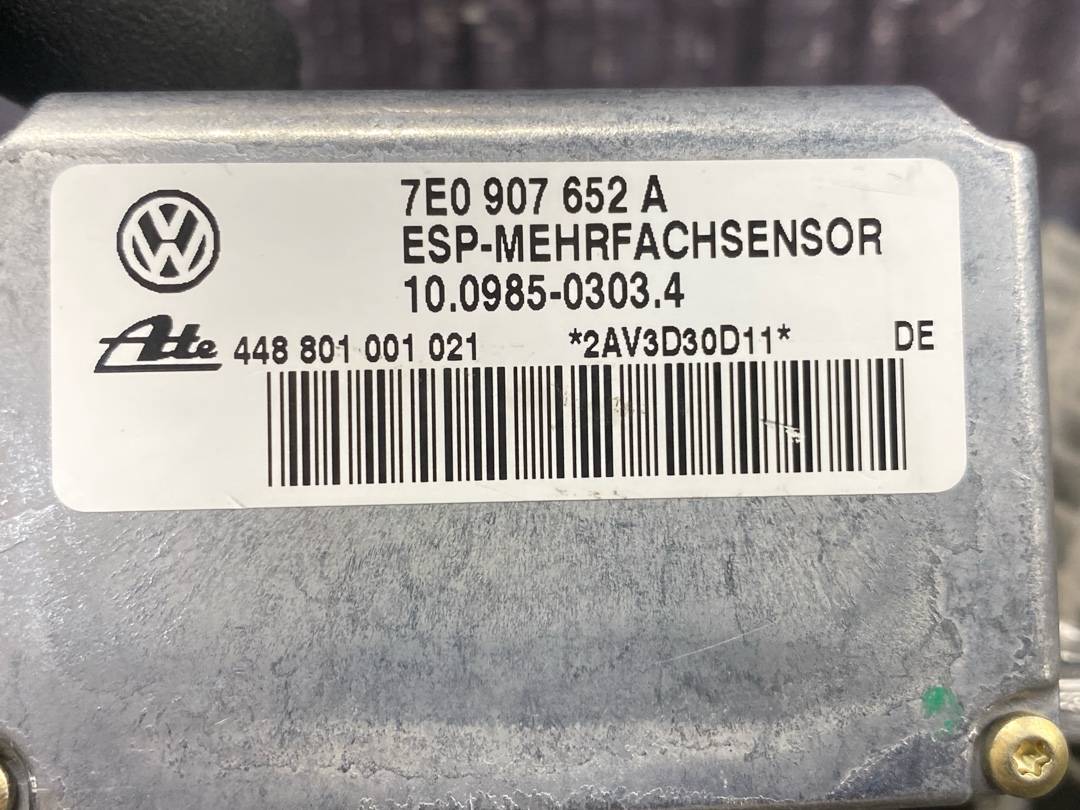 7E0 907 652 A
ESP-MEHRFACHSENSOR
10.0985-0303.4
Ate 448 801 001 021 *2AV3D30D11* DE